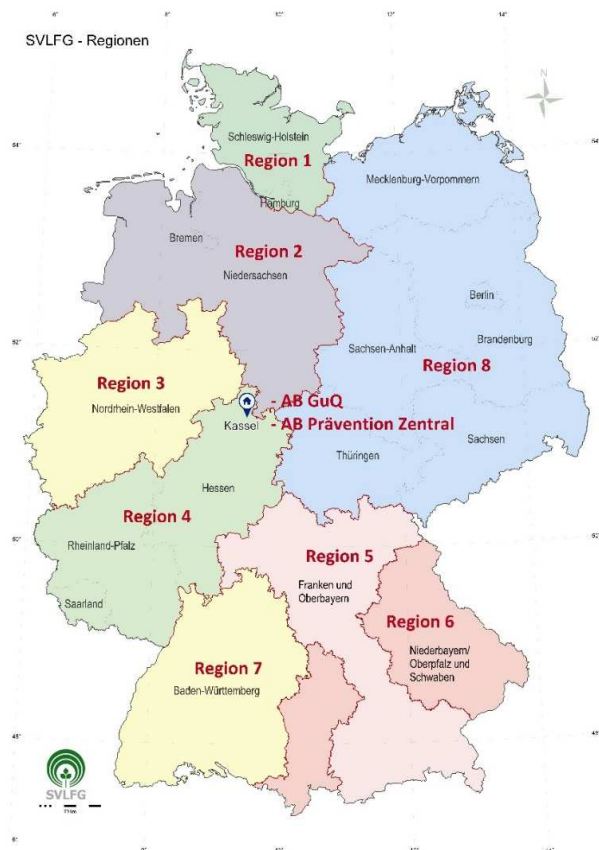 SVLFG - Regionen
N
Schleswig-Holstein
Region 1
Hamburg
Mecklenburg-Vorpommern
Bremen
Region 2
Niedersachsen
Berlin
Brandenburg
Sachsen-Anhalt
Region 8
Region 3
Nordrhein-Westfalen
- AB GuQ
Kassel
- AB Prävention Zentral
Sachsen
Thüringen
Hessen
Region 4
Rheinland-Pfalz
Saarland
Region 5
Franken und
Oberbayern
Region 6
Niederbayern/
Oberpfalz und
Schwaben
Region 7
Baden-Württemberg
SVLFG